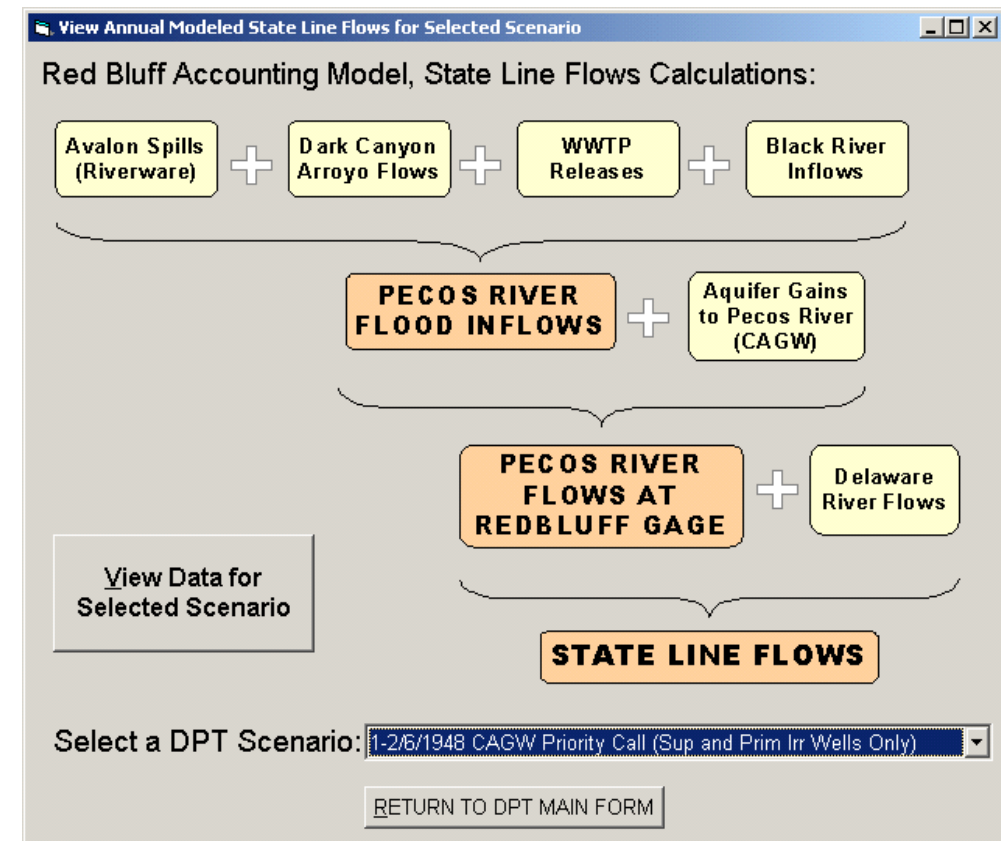 View Annual Modeled State Line Flows for Selected Scenario
Red Bluff Accounting Model, State Line Flows Calculations:
Avalon Spills
(Riverware)
Dark Canyon
Arroyo Flows
WWTP
Releases
Black River
Inflows
PECOS RIVER
FLOOD INFLOWS
Aquifer Gains
to Pecos River
(CAGW)
PECOS RIVER
FLOWS AT
REDBLUFF GAGE
Delaware
River Flows
View Data for
Selected Scenario
STATE LINE FLOWS
Select a DPT Scenario: 1-2/6/1948 CAGW Priority Call (Sup and Prim Irr Wells Only)
RETURN TO DPT MAIN FORM